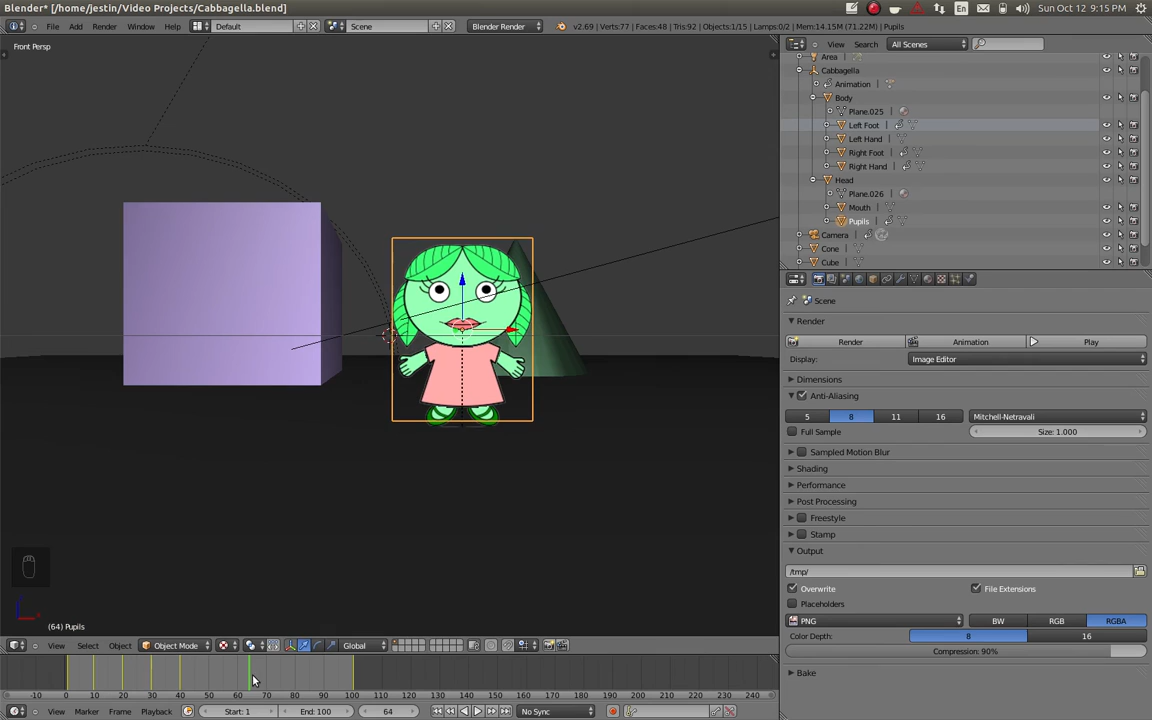 Blender* [/home/jestin/Video Projects/Cabbagella.blend]
En
Sun Oct 12 9:15 PM
File Add Render Window Help
Default
Scene
Blender Render
v2.69 | Verts:77 | Faces:48 | Tris:92 | Objects:1/15 | Lamps:0/2 | Mem:14.15M (71.22M) | Pupils
View Search All Scenes
Front Persp
Area
Cabbagella
Animation
Body
Plane.025
Left Foot
Left Hand
Right Foot
Right Hand
Head
Plane.026
Mouth
Pupils
Camera
Cone
Cube
Scene
Render
Render Animation Play
Display: Image Editor
Dimensions
Anti-Aliasing
5 8 11 16 Mitchell-Netravali
Full Sample Size: 1.000
Sampled Motion Blur
Shading
Performance
Post Processing
Freestyle
Stamp
Output
/tmp/
Overwrite File Extensions
Placeholders
PNG BW RGB RGBA
Color Depth: 8 16
Compression: 90%
Bake
(64) Pupils
View Select Object Object Mode Global
-10 0 10 20 30 40 50 60 70 80 90 100 110 120 130 140 150 160 170 180 190 200 210 220 230 240
View Marker Frame Playback Start: 1 End: 100 64 No Sync